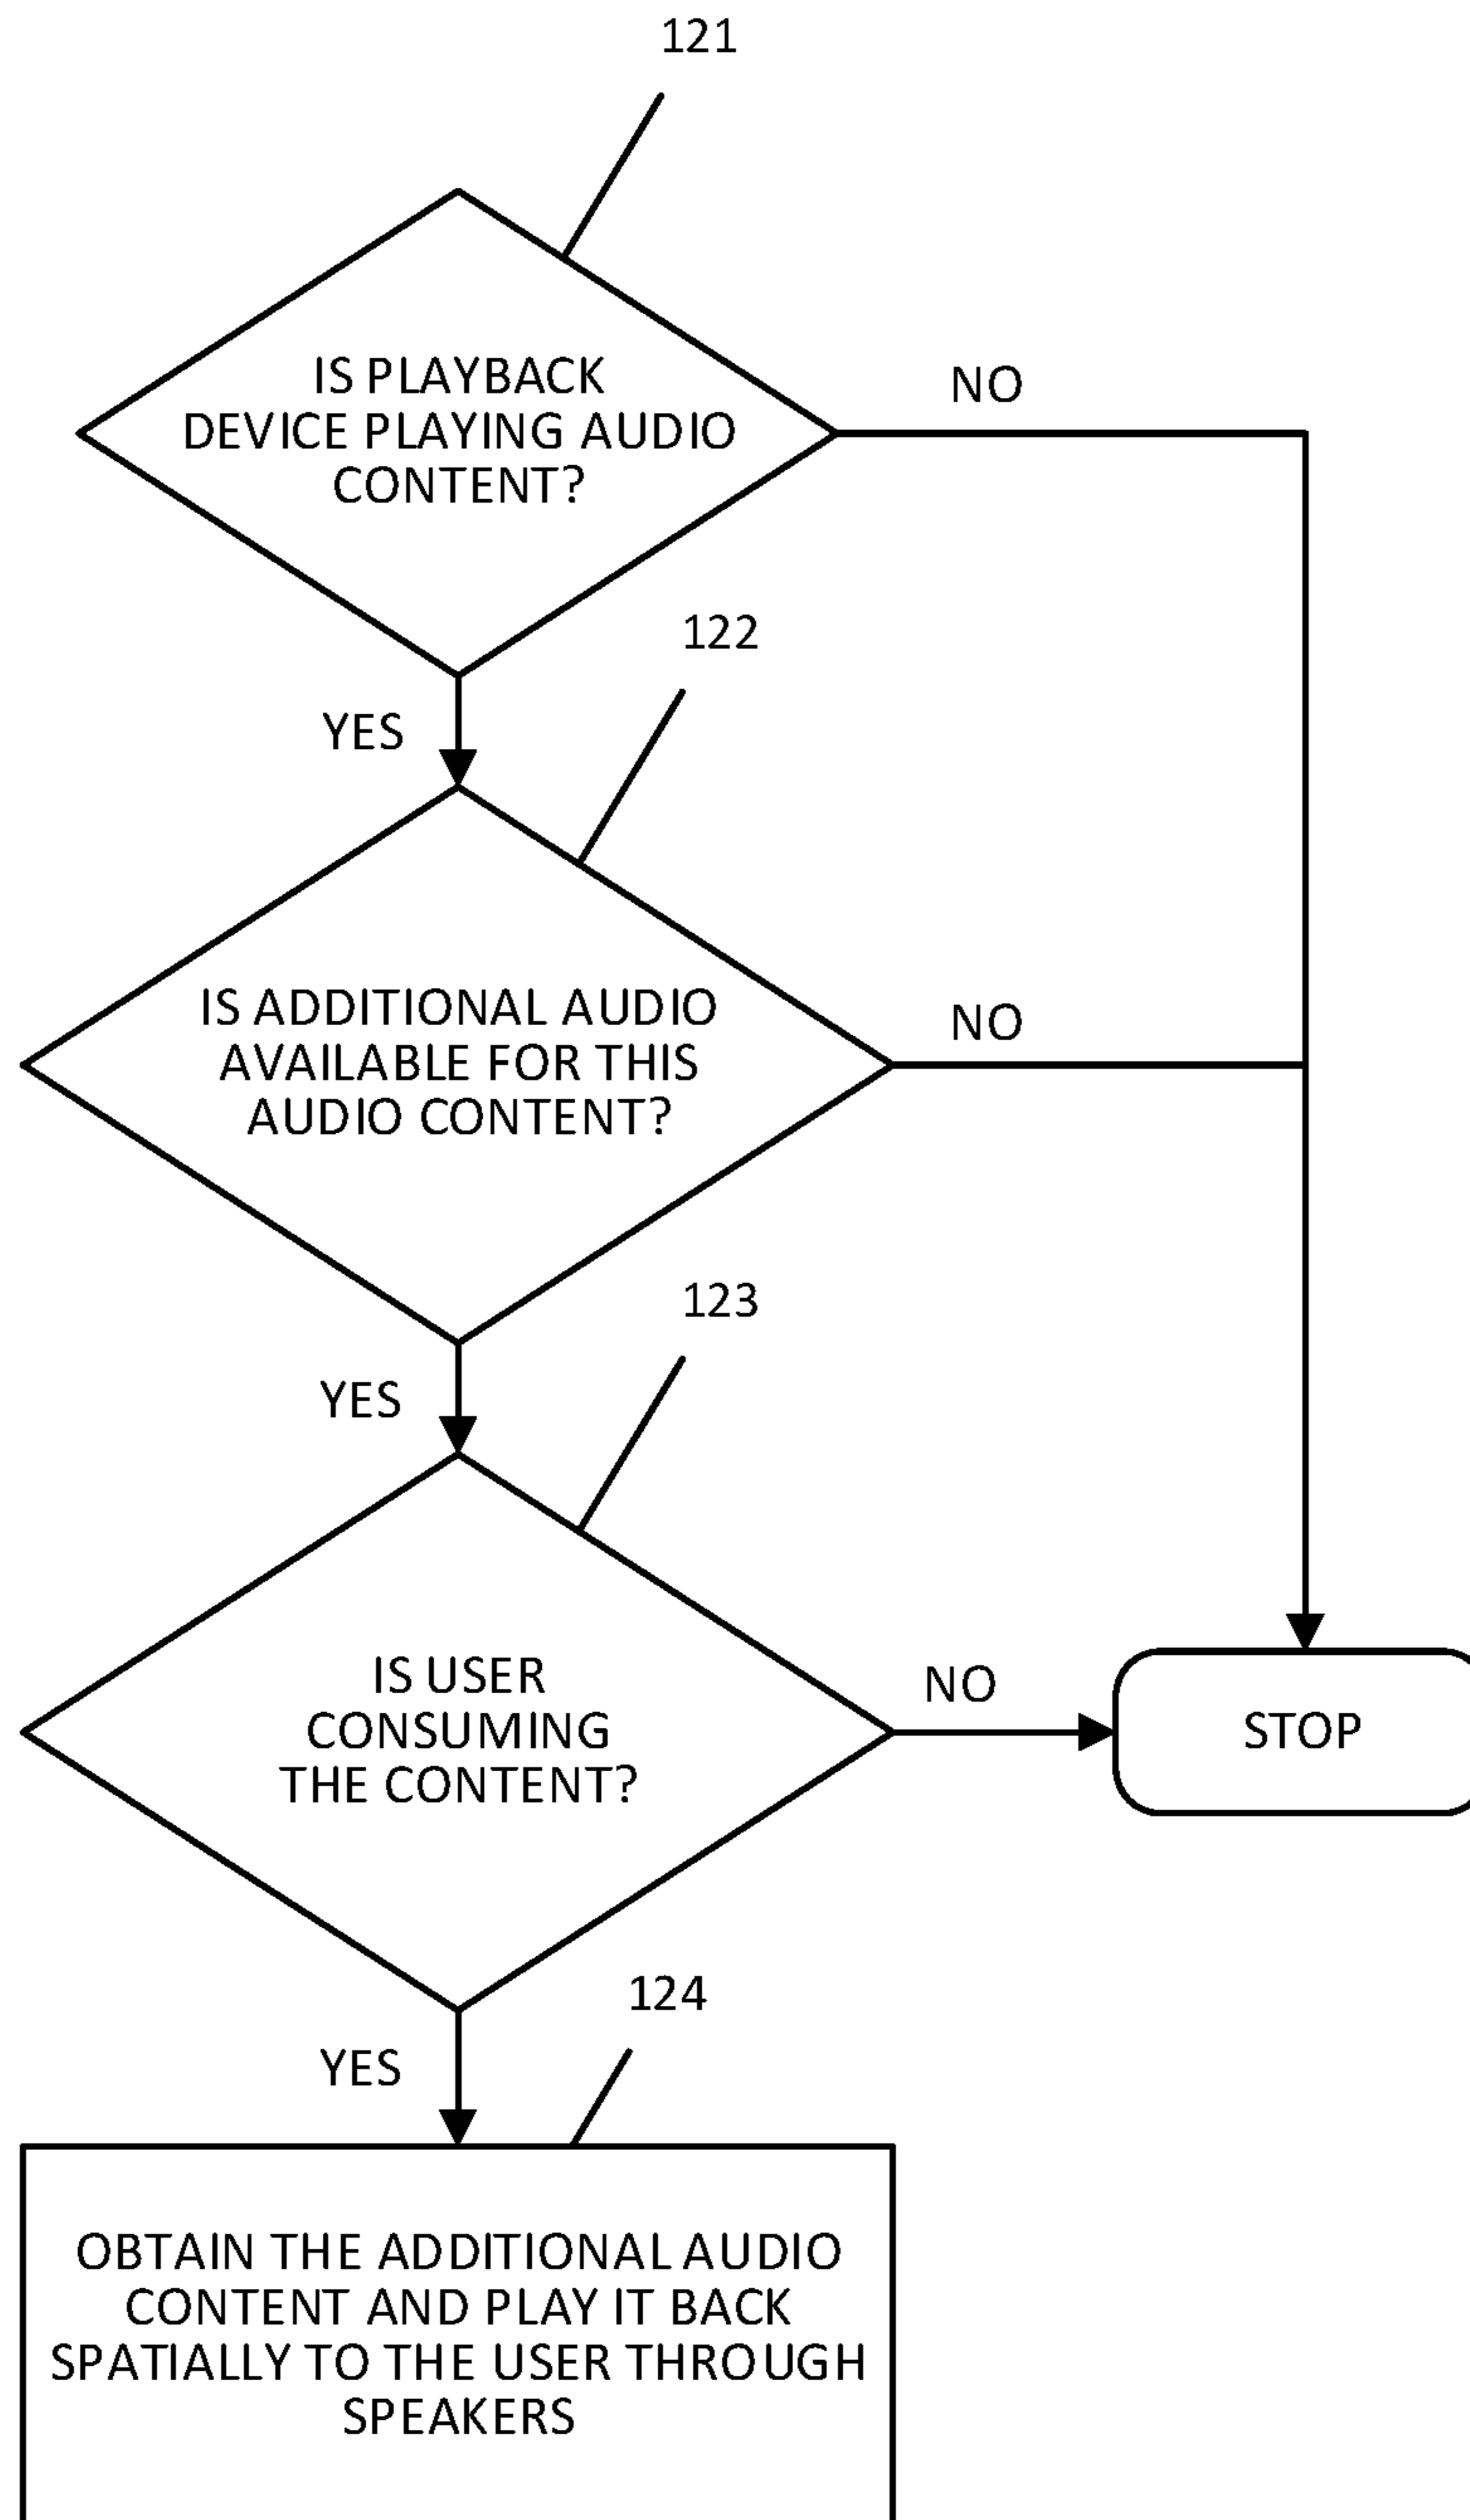 121
IS PLAYBACK
DEVICE PLAYING AUDIO
CONTENT?
NO
122
YES
IS ADDITIONAL AUDIO
AVAILABLE FOR THIS
AUDIO CONTENT?
NO
123
YES
IS USER
CONSUMING
THE CONTENT?
NO
STOP
124
YES
OBTAIN THE ADDITIONAL AUDIO
CONTENT AND PLAY IT BACK
SPATIALLY TO THE USER THROUGH
SPEAKERS